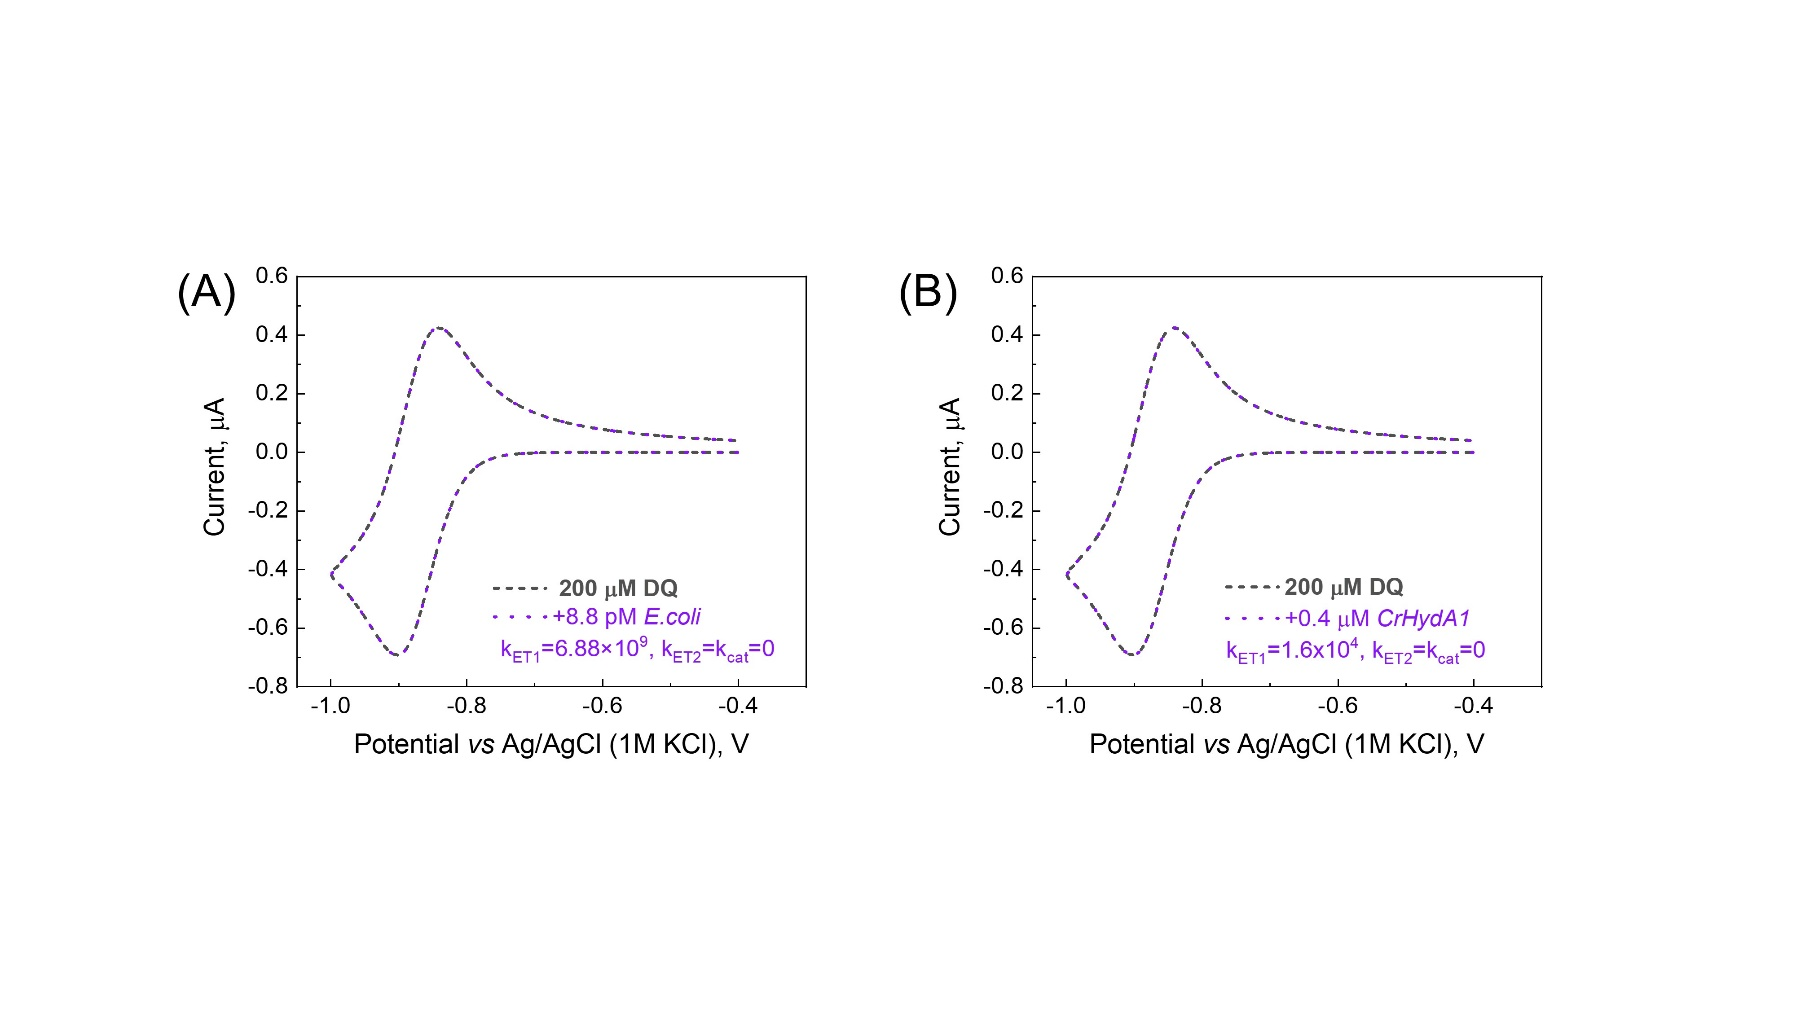 (A)
0.6
0.4
0.2
0.0
-0.2
-0.4
-0.6
-0.8
Current, μA
200 μM DQ
+8.8 pM E.coli
kET1=6.88×10⁹, kET2=kcat=0
-1.0 -0.8 -0.6 -0.4
Potential vs Ag/AgCl (1M KCl), V
(B)
0.6
0.4
0.2
0.0
-0.2
-0.4
-0.6
-0.8
Current, μA
200 μM DQ
+0.4 μM CrHydA1
kET1=1.6x10⁴, kET2=kcat=0
-1.0 -0.8 -0.6 -0.4
Potential vs Ag/AgCl (1M KCl), V